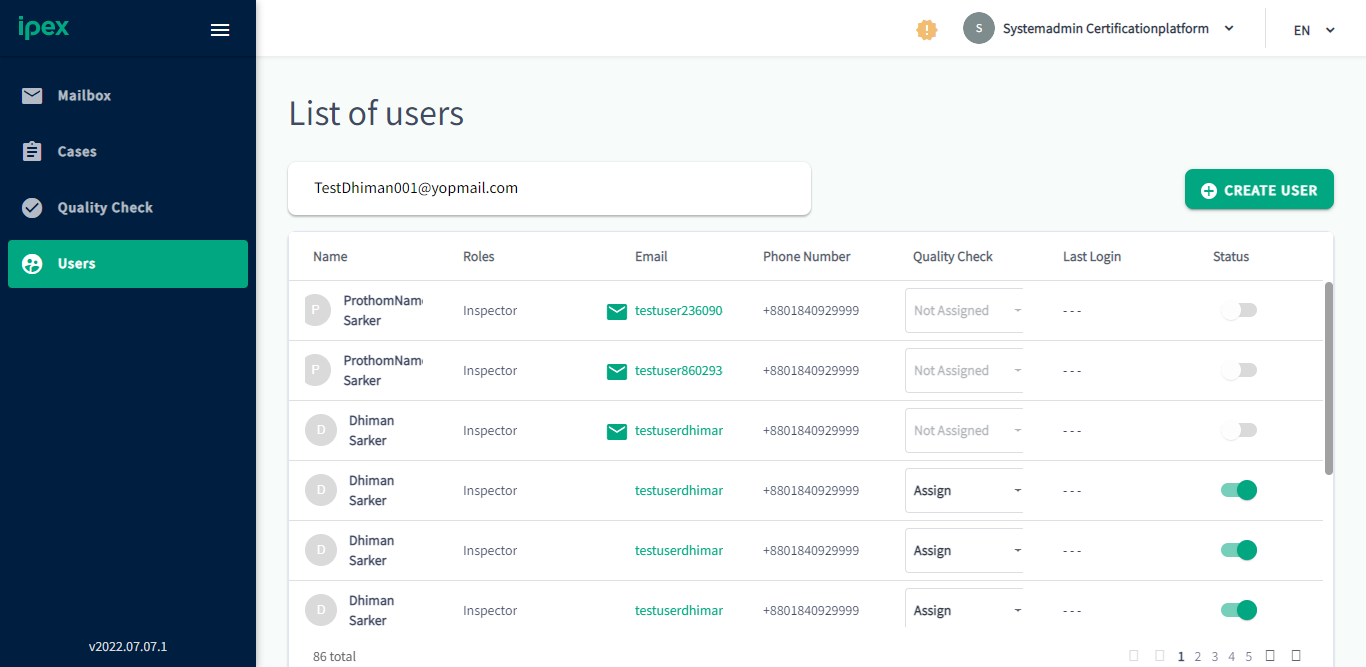 ipex
S
Systemadmin Certificationplatform
EN
Mailbox
Cases
Quality Check
Users
v2022.07.07.1
List of users
TestDhiman001@yopmail.com
CREATE USER
Name Roles Email Phone Number Quality Check Last Login Status
P
ProthomNam
Sarker
Inspector testuser236090 +8801840929999 Not Assigned ---
P
ProthomNam
Sarker
Inspector testuser860293 +8801840929999 Not Assigned ---
D
Dhiman
Sarker
Inspector testuserdhimar +8801840929999 Not Assigned ---
D
Dhiman
Sarker
Inspector testuserdhimar +8801840929999 Assign ---
D
Dhiman
Sarker
Inspector testuserdhimar +8801840929999 Assign ---
D
Dhiman
Sarker
Inspector testuserdhimar +8801840929999 Assign ---
86 total
1 2 3 4 5